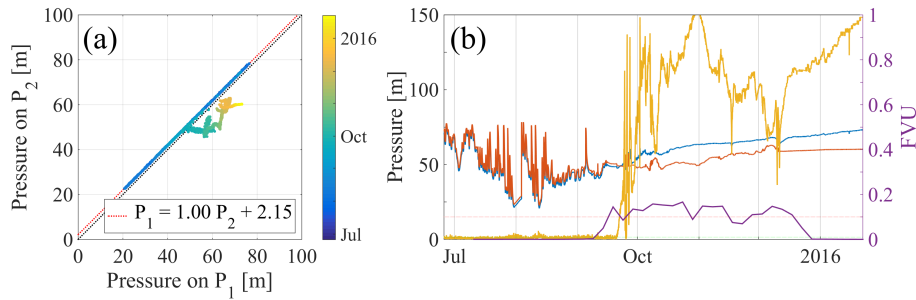 (a)
Pressure on P2 [m]
100
80
60
40
20
0
P1 = 1.00 P2 + 2.15
0 20 40 60 80 100
Pressure on P1 [m]
2016
Oct
Jul
(b)
Pressure [m]
150
100
50
0
Jul Oct 2016
1
0.8
0.6
0.4
0.2
0
FVU